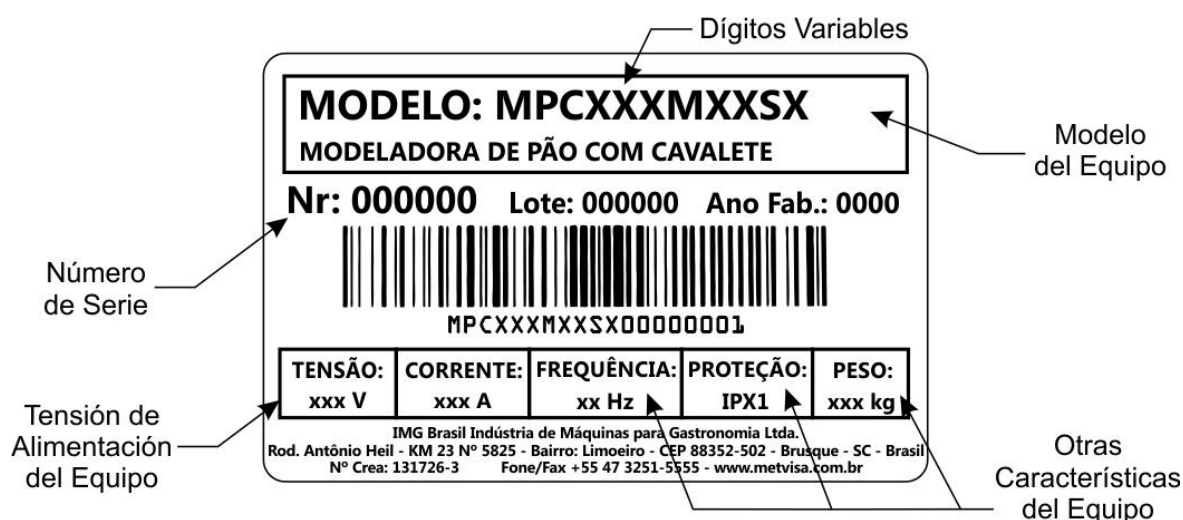 Dígitos Variables
MODELO: MPCXXXMXXSX
MODELADORA DE PÃO COM CAVALETE
Modelo
del Equipo
Nr: 000000 Lote: 000000 Ano Fab.: 0000
Número
de Serie
MPCXXXMXXSX00000001
TENSÃO: CORRENTE: FREQUÊNCIA: PROTEÇÃO: PESO:
xxx V xxx A xx Hz IPX1 xxx kg
Tensión de
Alimentación
del Equipo
IMG Brasil Indústria de Máquinas para Gastronomia Ltda.
Rod. Antônio Heil - KM 23 Nº 5825 - Bairro: Limoeiro - CEP 88352-502 - Brusque - SC - Brasil
Nº Crea: 131726-3 Fone/Fax +55 47 3251-5555 - www.metvisa.com.br
Otras
Características
del Equipo